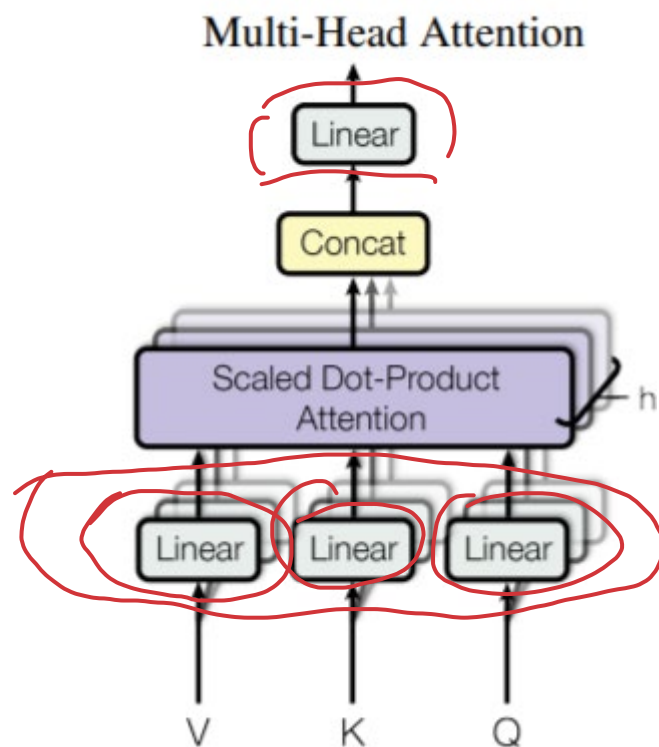 Multi-Head Attention
Linear
Concat
Scaled Dot-Product
Attention
h
Linear Linear Linear
V K Q